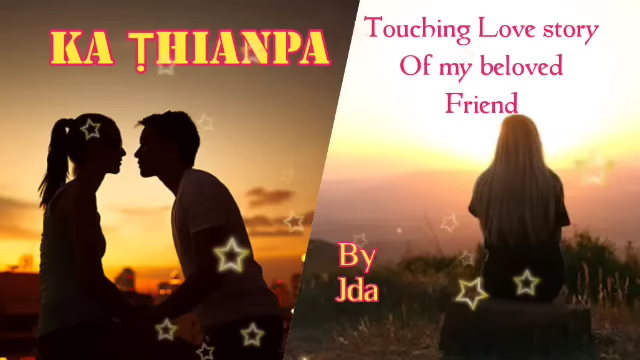 KA ṬHIANPA
Touching Love story
Of my beloved
Friend
By
Jda